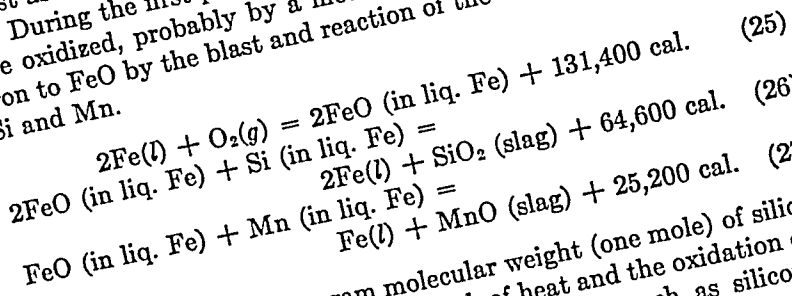 During the
e oxidized, probably by a
on to FeO by the blast and reaction of the
Si and Mn.
2Fe(l) + O₂(g) = 2FeO (in liq. Fe) + 131,400 cal. (25)
2FeO (in liq. Fe) + Si (in liq. Fe) =
2Fe(l) + SiO₂ (slag) + 64,600 cal. (26)
FeO (in liq. Fe) + Mn (in liq. Fe) =
Fe(l) + MnO (slag) + 25,200 cal. (2
molecular weight (one mole) of
of heat and the oxidation
as silico